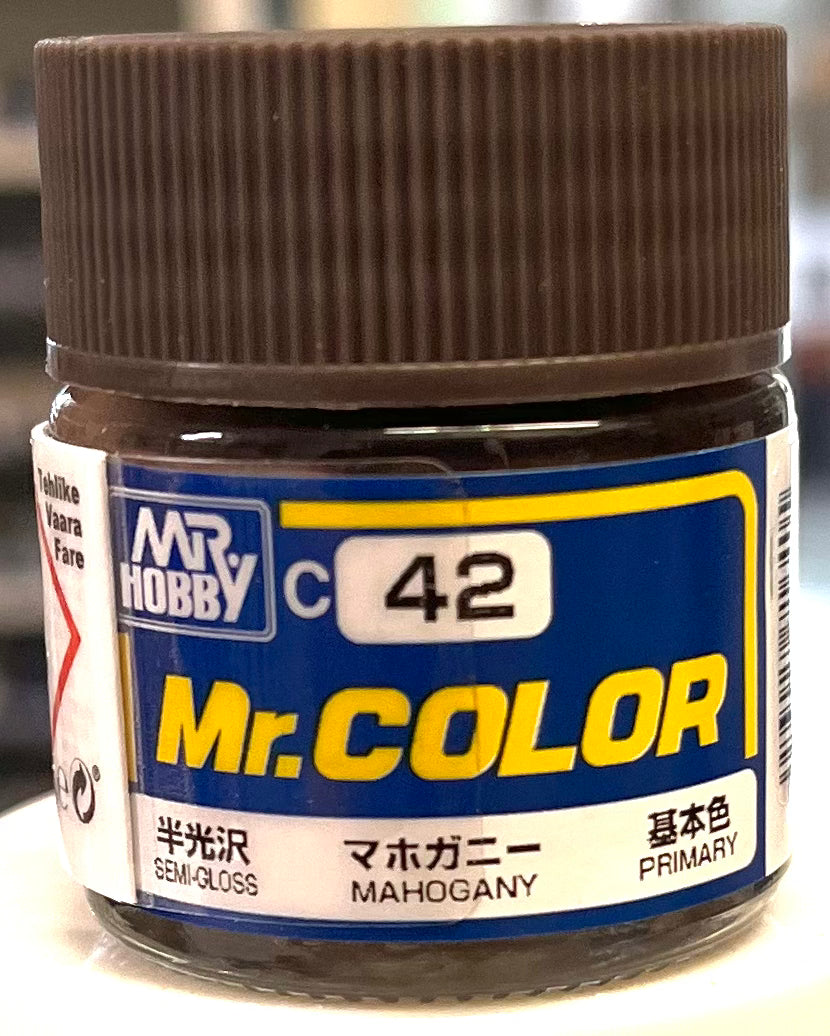 Tehlike
Vaara
Fare
MR.
HOBBY
C 42
Mr.COLOR
半光沢
SEMI-GLOSS
マホガニー
MAHOGANY
基本色
PRIMARY